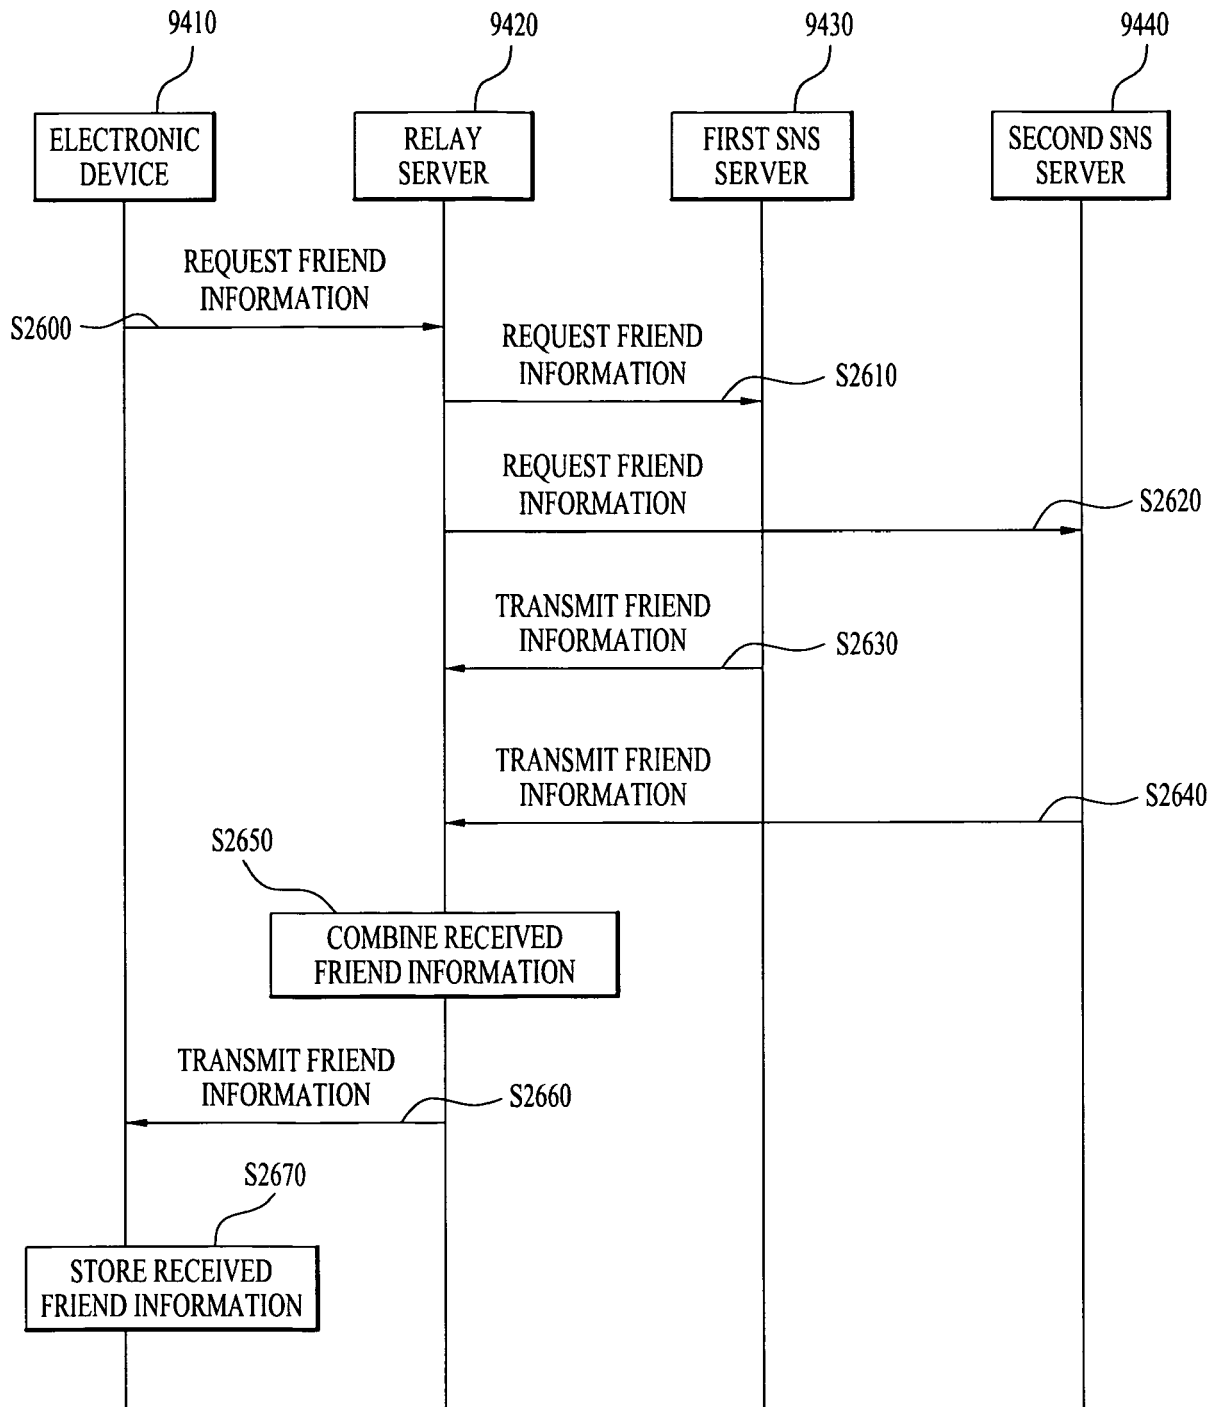 9410
9420
9430
9440
ELECTRONIC
DEVICE
RELAY
SERVER
FIRST SNS
SERVER
SECOND SNS
SERVER
REQUEST FRIEND
INFORMATION
S2600
REQUEST FRIEND
INFORMATION
S2610
REQUEST FRIEND
INFORMATION
S2620
TRANSMIT FRIEND
INFORMATION
S2630
TRANSMIT FRIEND
INFORMATION
S2640
S2650
COMBINE RECEIVED
FRIEND INFORMATION
TRANSMIT FRIEND
INFORMATION
S2660
S2670
STORE RECEIVED
FRIEND INFORMATION